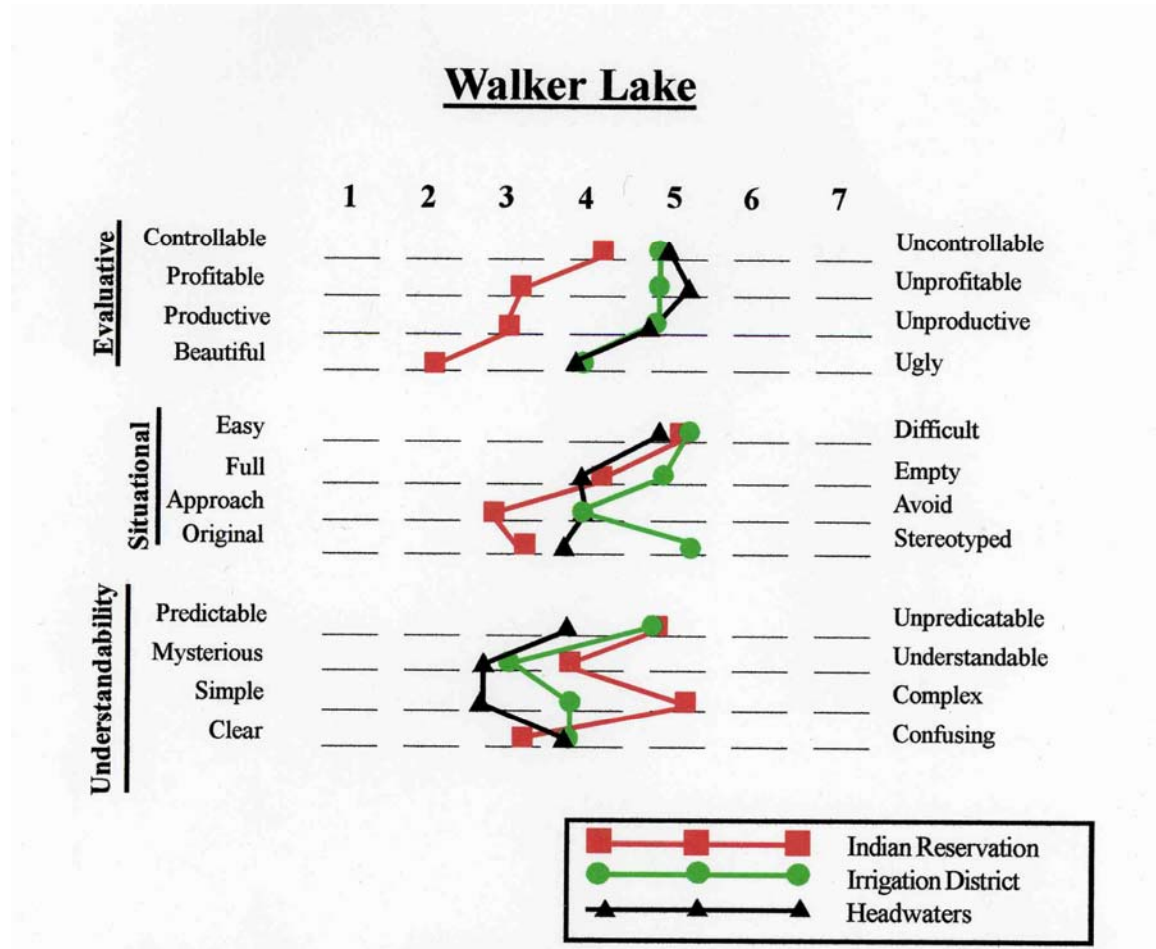 Walker Lake
1 2 3 4 5 6 7
Evaluative
Controllable Uncontrollable
Profitable Unprofitable
Productive Unproductive
Beautiful Ugly
Situational
Easy Difficult
Full Empty
Approach Avoid
Original Stereotyped
Understandability
Predictable Unpredicatable
Mysterious Understandable
Simple Complex
Clear Confusing
Indian Reservation
Irrigation District
Headwaters